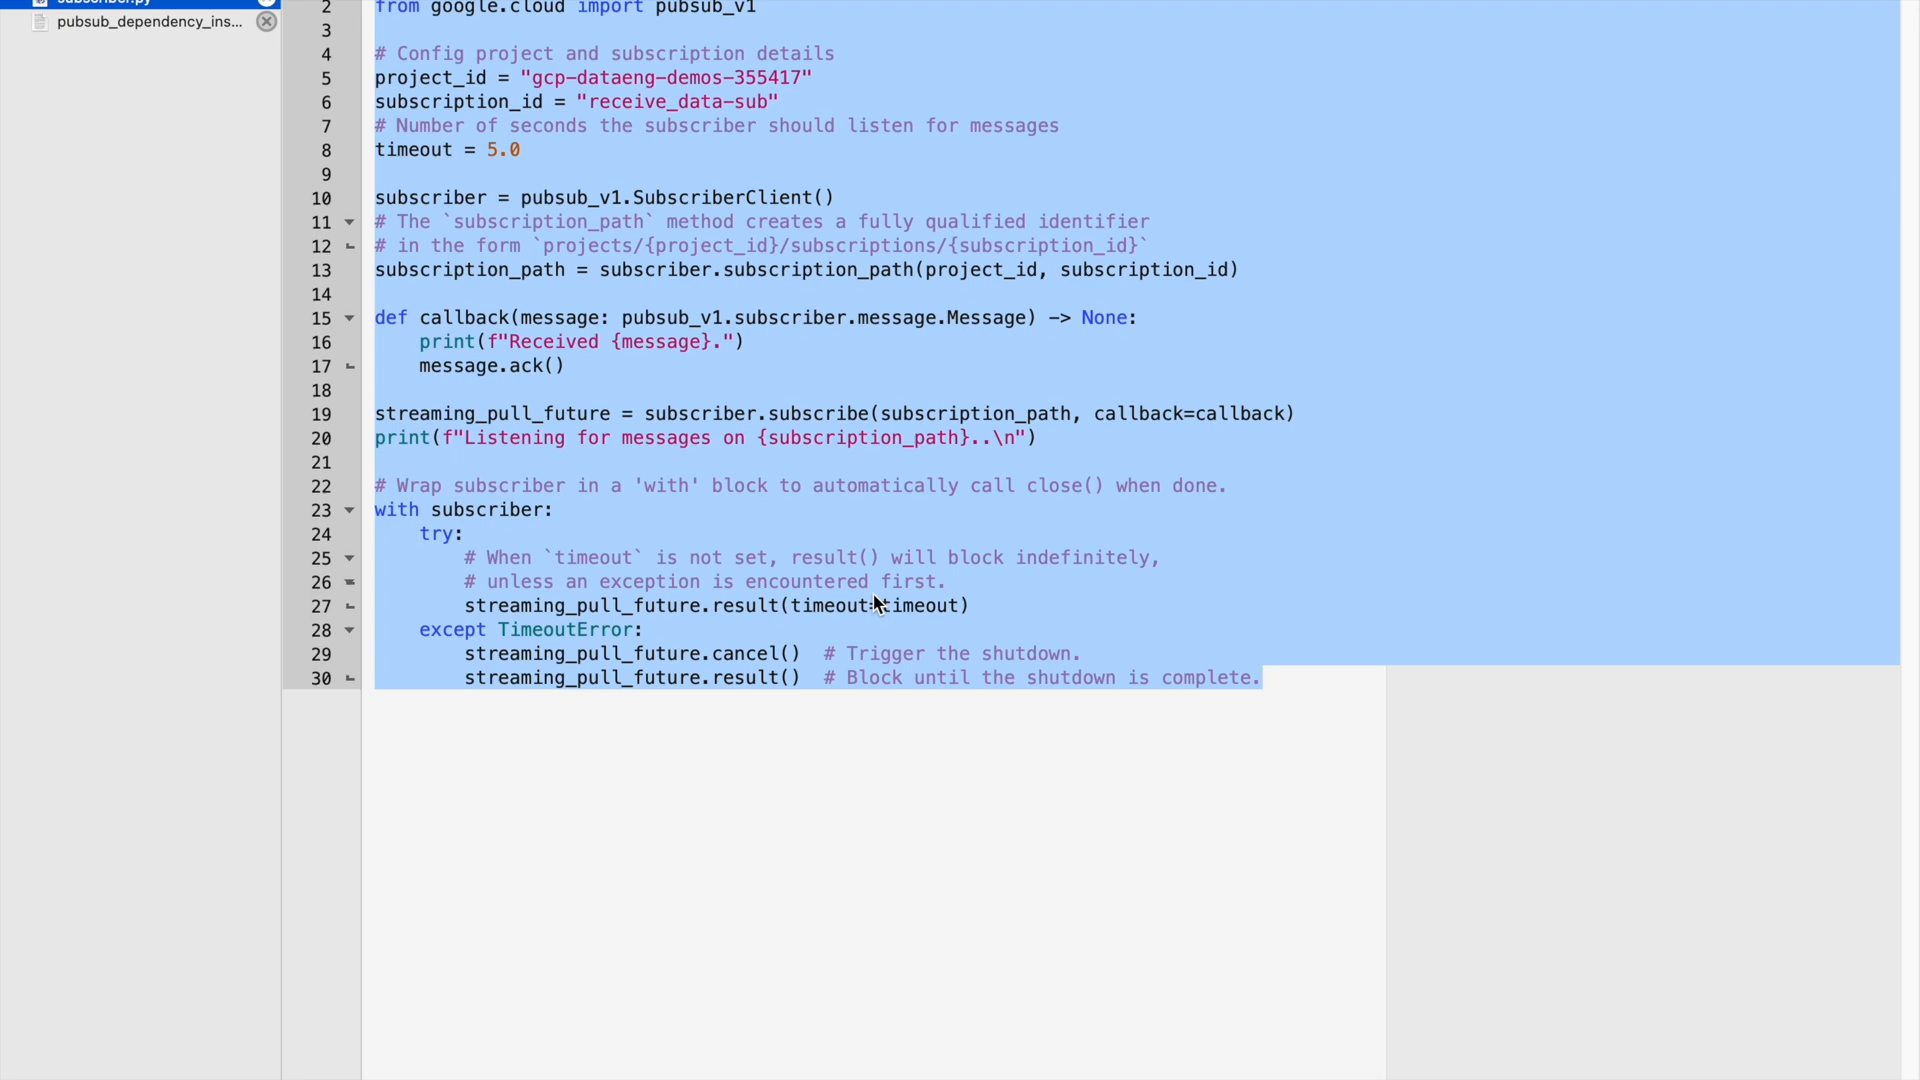 subscriber.py
pubsub_dependency_ins...
2 from google.cloud import pubsub_v1
3
4 # Config project and subscription details
5 project_id = "gcp-dataeng-demos-355417"
6 subscription_id = "receive_data-sub"
7 # Number of seconds the subscriber should listen for messages
8 timeout = 5.0
9
10 subscriber = pubsub_v1.SubscriberClient()
11 # The `subscription_path` method creates a fully qualified identifier
12 # in the form `projects/{project_id}/subscriptions/{subscription_id}`
13 subscription_path = subscriber.subscription_path(project_id, subscription_id)
14
15 def callback(message: pubsub_v1.subscriber.message.Message) -> None:
16     print(f"Received {message}.")
17     message.ack()
18
19 streaming_pull_future = subscriber.subscribe(subscription_path, callback=callback)
20 print(f"Listening for messages on {subscription_path}..\n")
21
22 # Wrap subscriber in a 'with' block to automatically call close() when done.
23 with subscriber:
24     try:
25         # When `timeout` is not set, result() will block indefinitely,
26         # unless an exception is encountered first.
27         streaming_pull_future.result(timeout=timeout)
28     except TimeoutError:
29         streaming_pull_future.cancel()  # Trigger the shutdown.
30         streaming_pull_future.result()  # Block until the shutdown is complete.